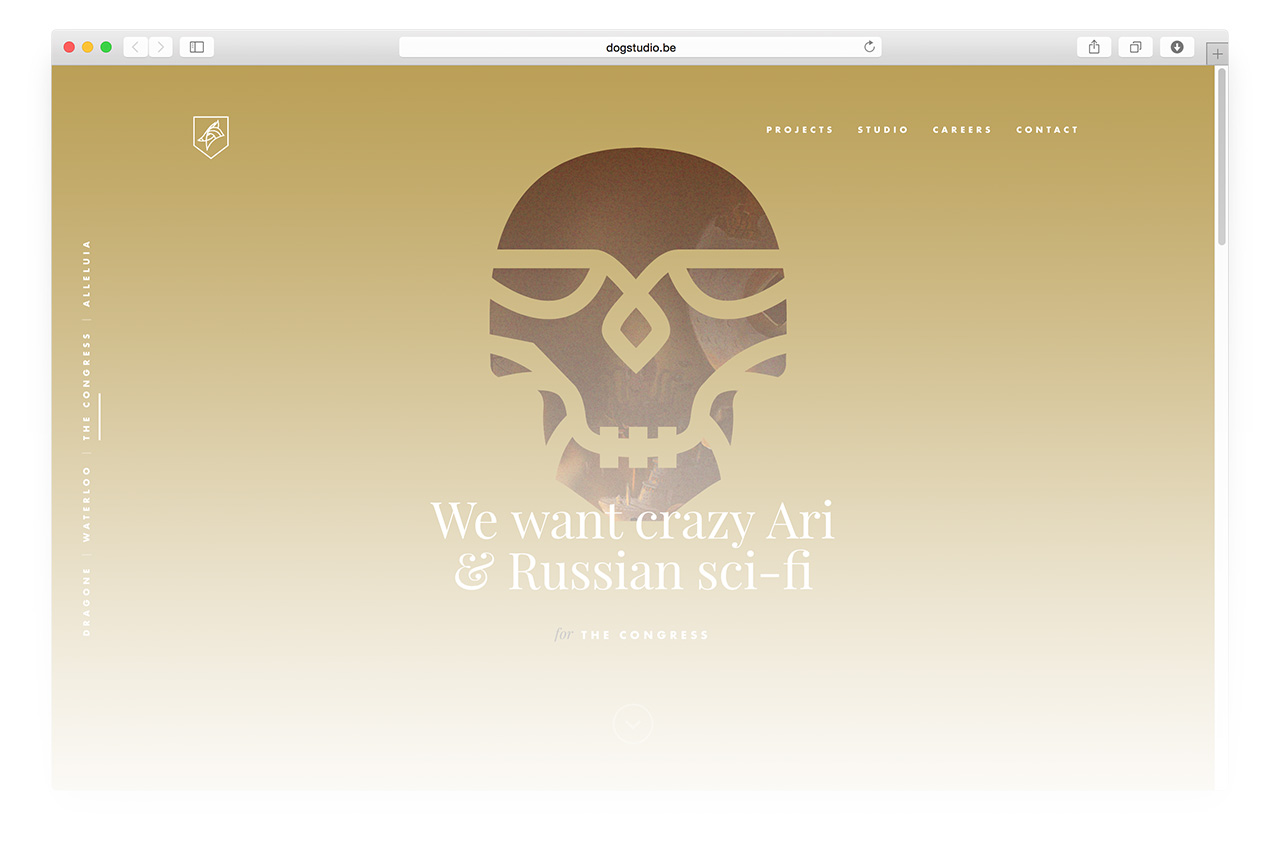 dogstudio.be
PROJECTS STUDIO CAREERS CONTACT
DRAGONE | WATERLOO | THE CONGRESS | ALLELUIA
We want crazy Ari
& Russian sci-fi
for THE CONGRESS